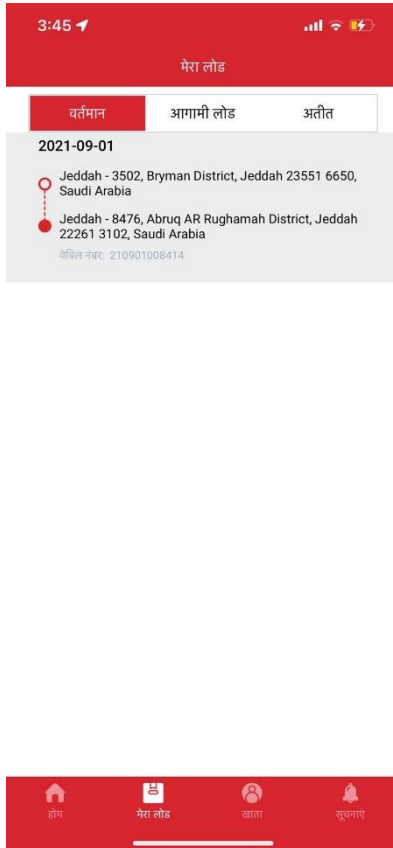 3:45
मेरा लोड
वर्तमान आगामी लोड अतीत
2021-09-01
Jeddah - 3502, Bryman District, Jeddah 23551 6650,
Saudi Arabia
Jeddah - 8476, Abruq AR Rughamah District, Jeddah
22261 3102, Saudi Arabia
वेबिल नंबर: 210901008414
होम मेरा लोड खाता सूचनाएं